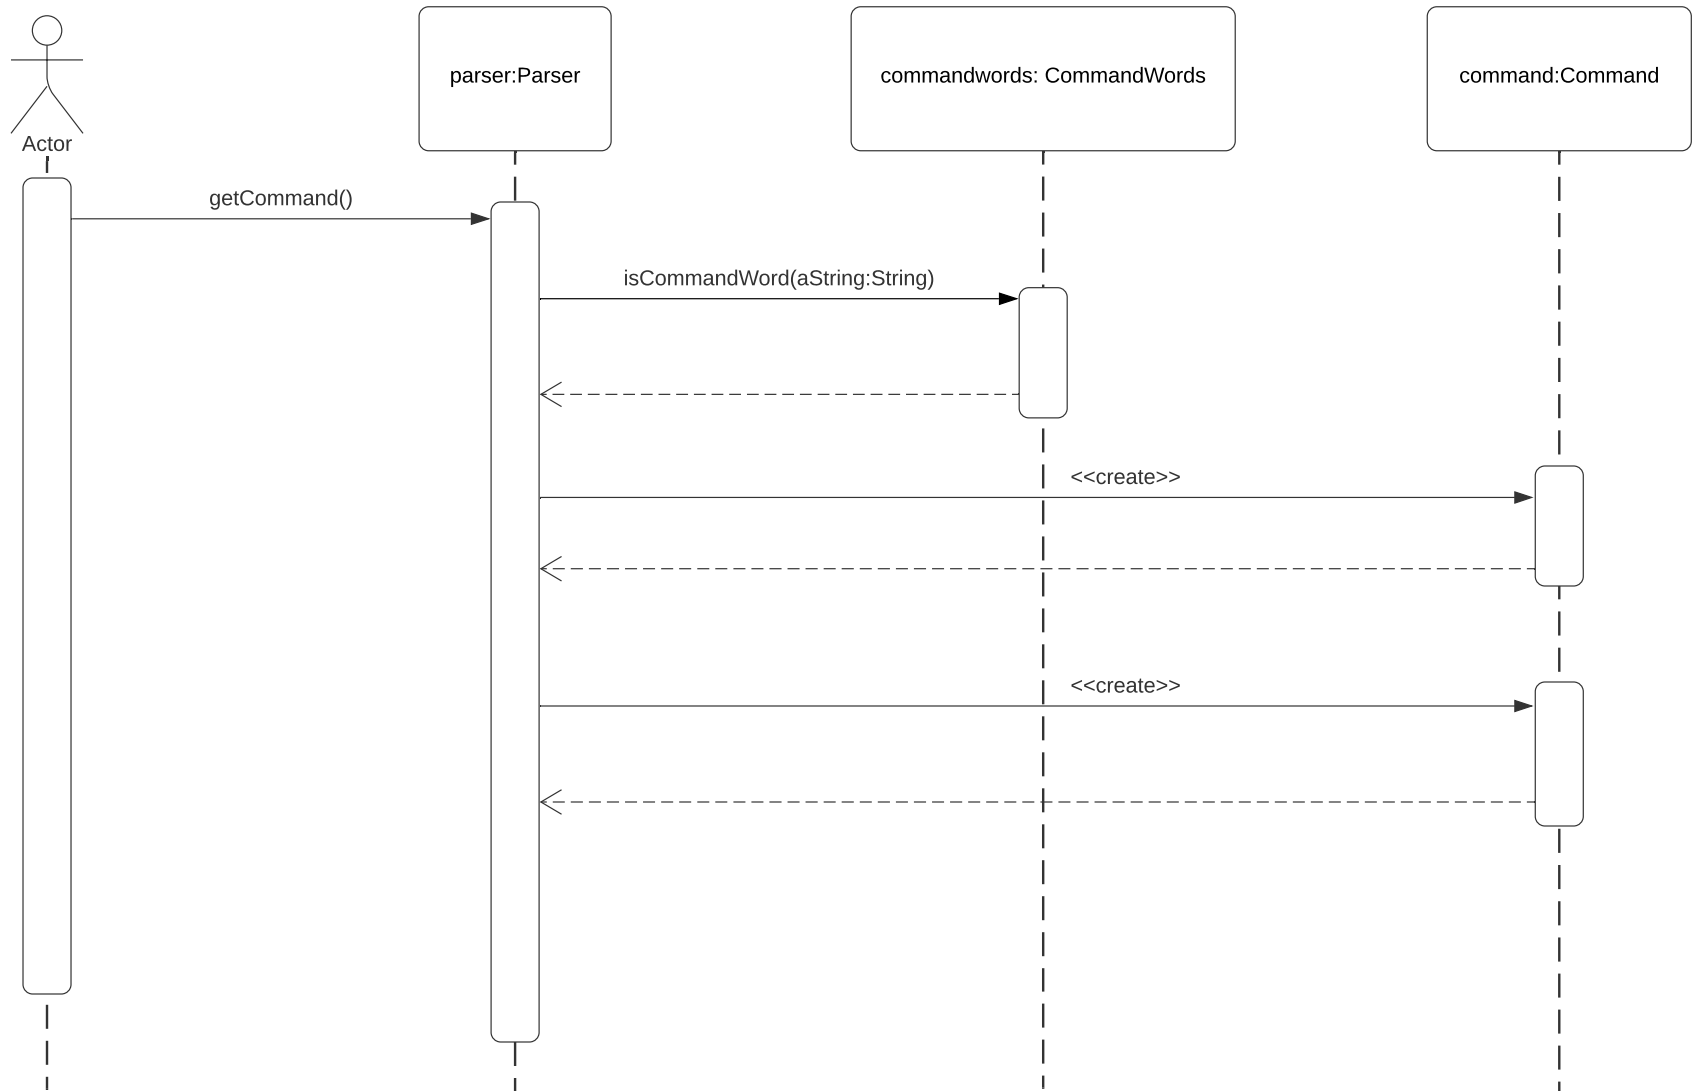 Actor
parser:Parser
commandwords: CommandWords
command:Command
getCommand()
isCommandWord(aString:String)
<<create>>
<<create>>